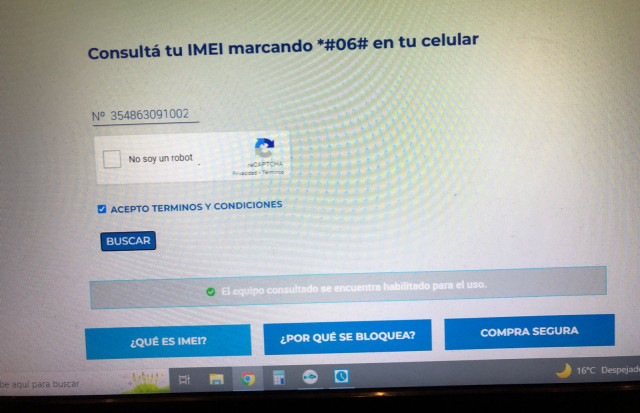 Consultá tu IMEI marcando *#06# en tu celular
Nº 354863091002
No soy un robot
reCAPTCHA
Privacidad - Términos
ACEPTO TERMINOS Y CONDICIONES
BUSCAR
El equipo consultado se encuentra habilitado para el uso.
¿QUÉ ES IMEI?
¿POR QUÉ SE BLOQUEA?
COMPRA SEGURA
be aquí para buscar
16°C Despejad